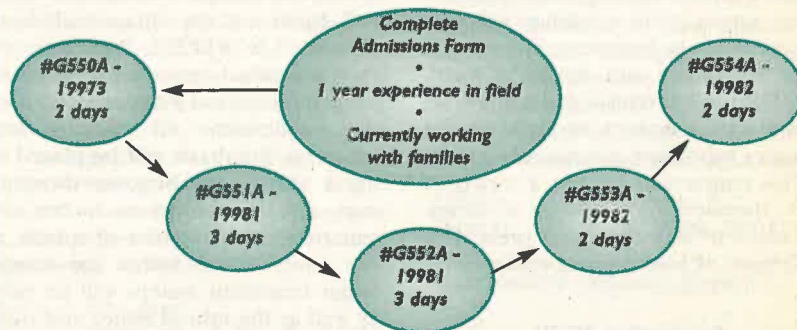 Complete
Admissions Form
•
1 year experience in field
•
Currently working
with families
#G550A -
19973
2 days
#G551A -
19981
3 days
#G552A -
19981
3 days
#G553A -
19982
2 days
#G554A -
19982
2 days